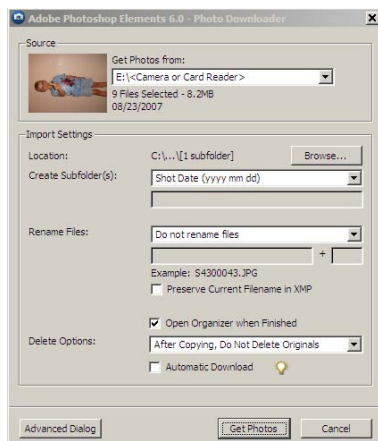 Adobe Photoshop Elements 6.0 - Photo Downloader
Source
Get Photos from:
E:\<Camera or Card Reader>
9 Files Selected - 8.2MB
08/23/2007
Import Settings
Location: C:\...\[1 subfolder] Browse...
Create Subfolder(s): Shot Date (yyyy mm dd)
Rename Files: Do not rename files
+
Example: S4300043.JPG
Preserve Current Filename in XMP
Open Organizer when Finished
Delete Options: After Copying, Do Not Delete Originals
Automatic Download
Advanced Dialog Get Photos Cancel